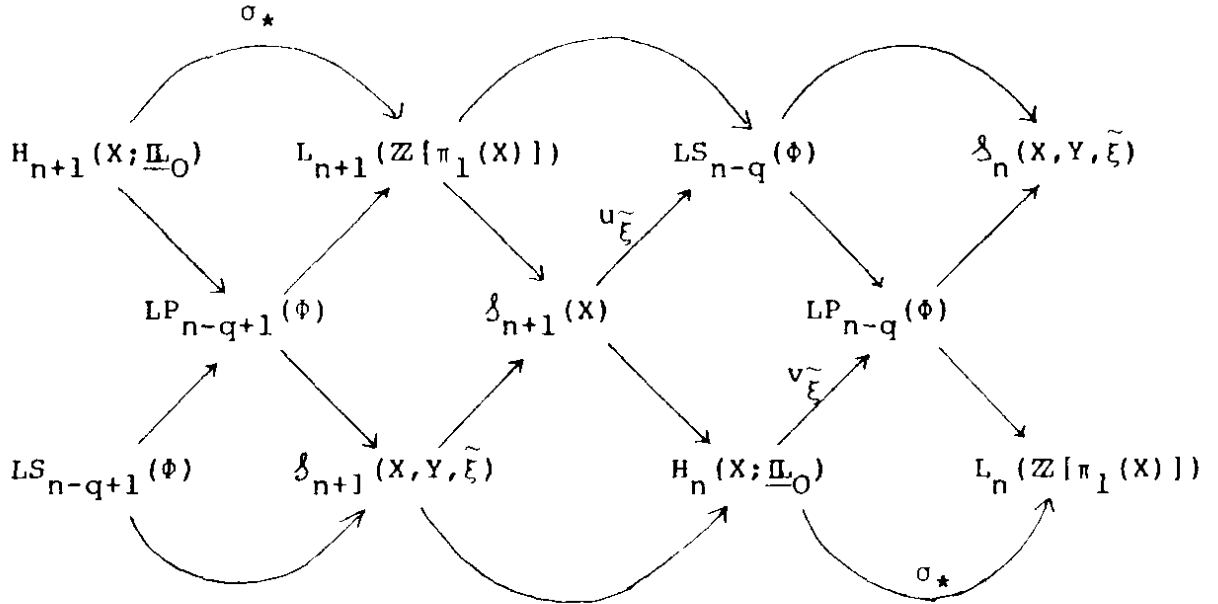 σ⋆
H_{n+1}(X;𝕃_0) L_{n+1}(ℤ[π_1(X)]) LS_{n-q}(Φ) 𝒮_n(X,Y,ξ̃)
u_ξ̃
LP_{n-q+1}(Φ) 𝒮_{n+1}(X) LP_{n-q}(Φ)
v_ξ̃
LS_{n-q+1}(Φ) 𝒮_{n+1}(X,Y,ξ̃) H_n(X;𝕃_0) L_n(ℤ[π_1(X)])
σ⋆